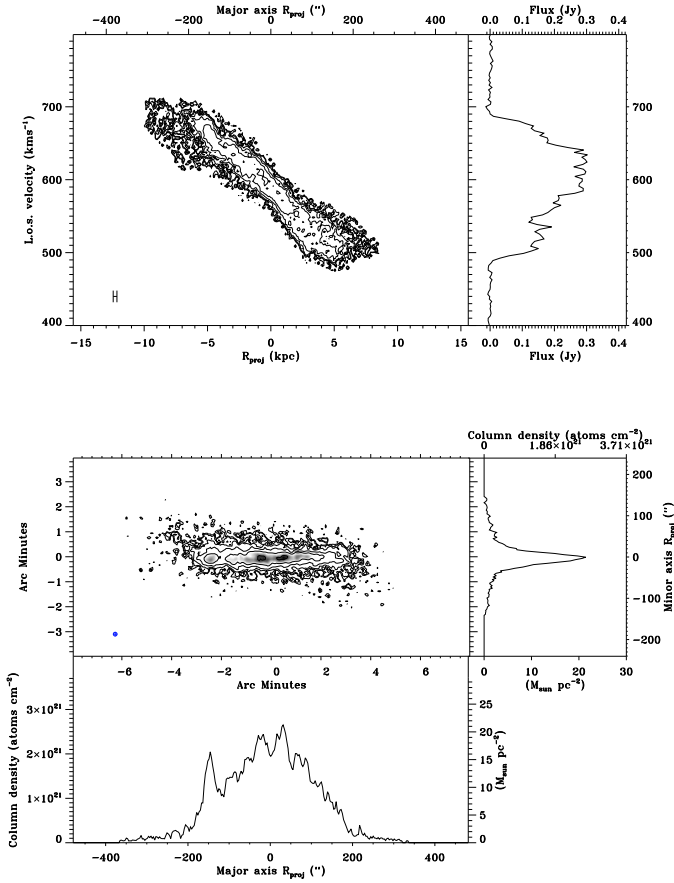 Major axis R_proj (")
-400 -200 0 200 400
Flux (Jy)
0.0 0.1 0.2 0.3 0.4
L.o.s. velocity (kms⁻¹)
700
600
500
400
700
600
500
400
H
-15 -10 -5 0 5 10 15
R_proj (kpc)
0.0 0.1 0.2 0.3 0.4
Flux (Jy)
Column density (atoms cm⁻²)
0 1.86×10²¹ 3.71×10²¹
Arc Minutes
3
2
1
0
-1
-2
-3
200
100
0
-100
-200
Minor axis R_proj (")
-6 -4 -2 0 2 4 6
Arc Minutes
0 10 20 30
(M_sun pc⁻²)
Column density (atoms cm⁻²)
3×10²¹
2×10²¹
1×10²¹
0
25
20
15
10
5
0
(M_sun pc⁻²)
-400 -200 0 200 400
Major axis R_proj (")